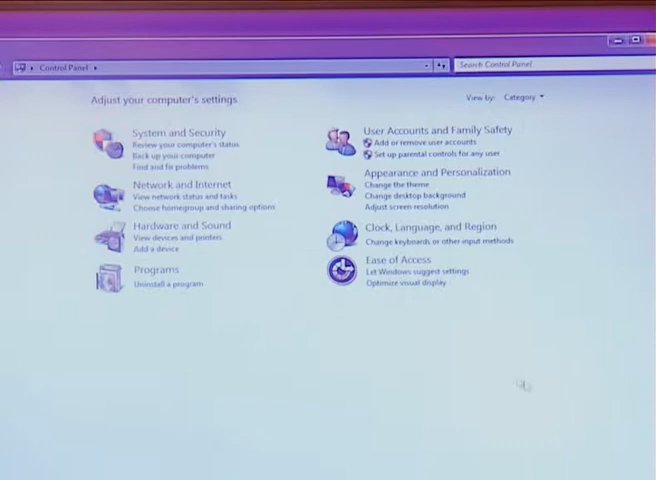 Control Panel
Search Control Panel
Adjust your computer's settings
View by: Category
System and Security
Review your computer's status
Back up your computer
Find and fix problems
Network and Internet
View network status and tasks
Choose homegroup and sharing options
Hardware and Sound
View devices and printers
Add a device
Programs
Uninstall a program
User Accounts and Family Safety
Add or remove user accounts
Set up parental controls for any user
Appearance and Personalization
Change the theme
Change desktop background
Adjust screen resolution
Clock, Language, and Region
Change keyboards or other input methods
Ease of Access
Let Windows suggest settings
Optimize visual display